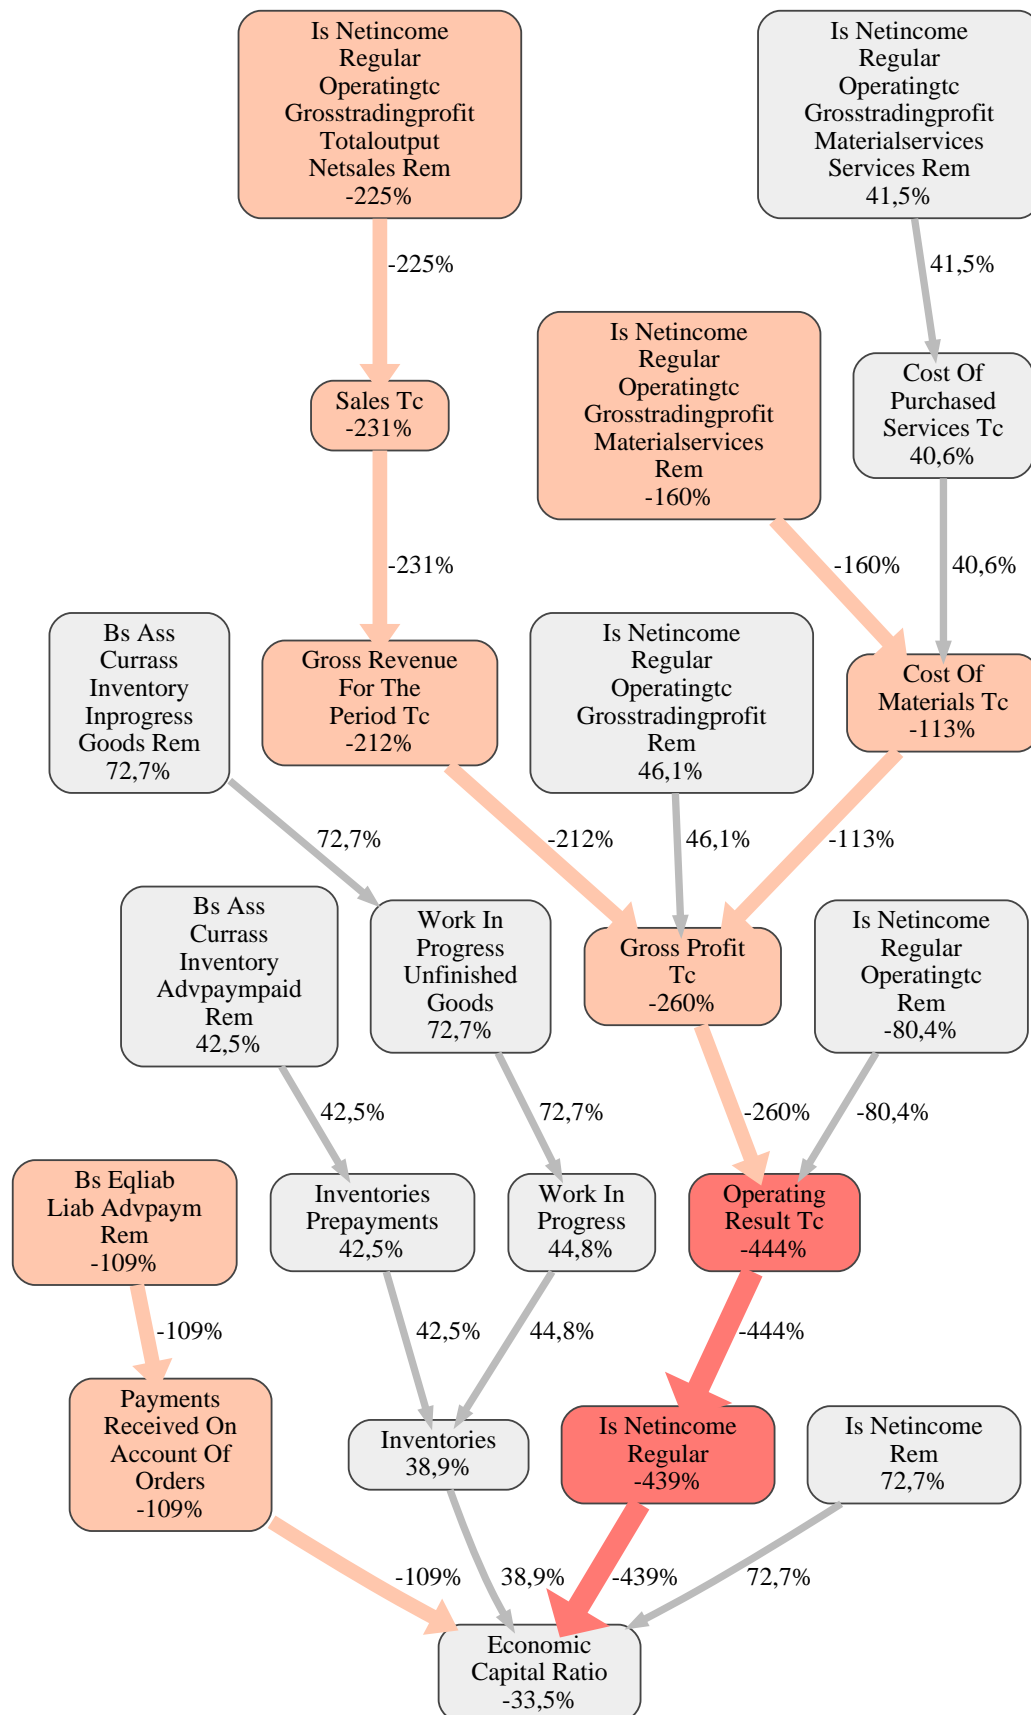 Is Netincome
Regular
Operatingtc
Grosstradingprofit
Totaloutput
Netsales Rem
-225%
Is Netincome
Regular
Operatingtc
Grosstradingprofit
Materialservices
Services Rem
41,5%
-225%
41,5%
Is Netincome
Regular
Operatingtc
Grosstradingprofit
Materialservices
Rem
-160%
Sales Tc
-231%
Cost Of
Purchased
Services Tc
40,6%
-231%
-160%
40,6%
Bs Ass
Currass
Inventory
Inprogress
Goods Rem
72,7%
Gross Revenue
For The
Period Tc
-212%
Is Netincome
Regular
Operatingtc
Grosstradingprofit
Rem
46,1%
Cost Of
Materials Tc
-113%
72,7%
-212%
46,1%
-113%
Bs Ass
Currass
Inventory
Advpaympaid
Rem
42,5%
Work In
Progress
Unfinished
Goods
72,7%
Gross Profit
Tc
-260%
Is Netincome
Regular
Operatingtc
Rem
-80,4%
42,5%
72,7%
-260%
-80,4%
Bs Eqliab
Liab Advpaym
Rem
-109%
Inventories
Prepayments
42,5%
Work In
Progress
44,8%
Operating
Result Tc
-444%
-109%
42,5%
44,8%
-444%
Payments
Received On
Account Of
Orders
-109%
Inventories
38,9%
Is Netincome
Regular
-439%
Is Netincome
Rem
72,7%
-109%
38,9%
-439%
72,7%
Economic
Capital Ratio
-33,5%